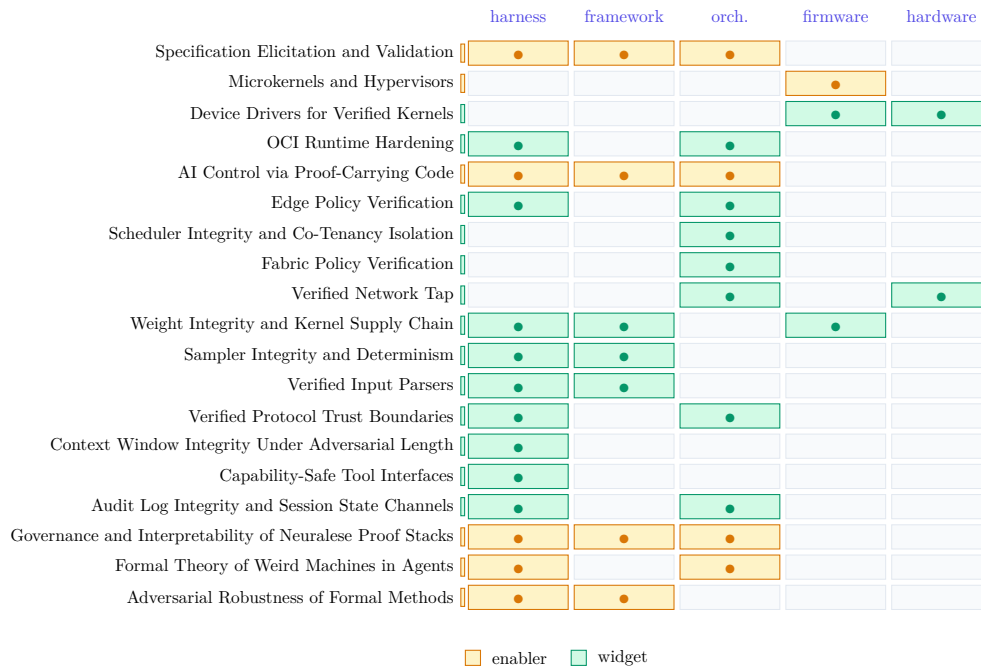 harness framework orch. firmware hardware
Specification Elicitation and Validation
Microkernels and Hypervisors
Device Drivers for Verified Kernels
OCI Runtime Hardening
AI Control via Proof-Carrying Code
Edge Policy Verification
Scheduler Integrity and Co-Tenancy Isolation
Fabric Policy Verification
Verified Network Tap
Weight Integrity and Kernel Supply Chain
Sampler Integrity and Determinism
Verified Input Parsers
Verified Protocol Trust Boundaries
Context Window Integrity Under Adversarial Length
Capability-Safe Tool Interfaces
Audit Log Integrity and Session State Channels
Governance and Interpretability of Neuralese Proof Stacks
Formal Theory of Weird Machines in Agents
Adversarial Robustness of Formal Methods
enabler widget